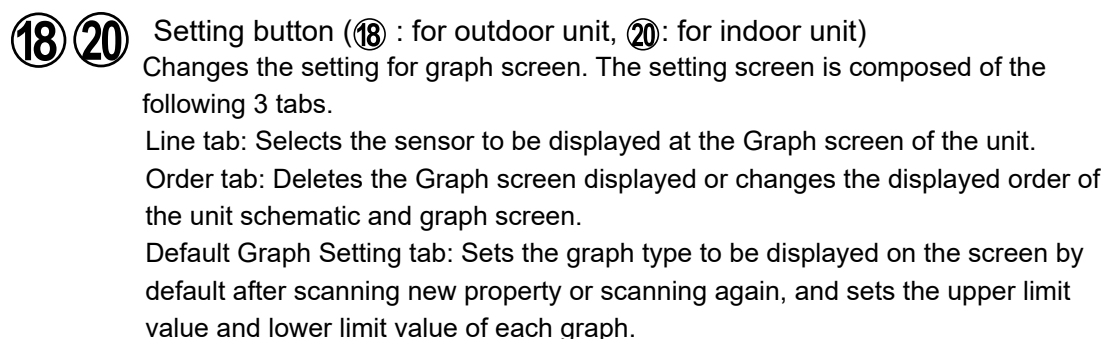 ⑱⑳ Setting button (⑱ : for outdoor unit, ⑳: for indoor unit)
Changes the setting for graph screen. The setting screen is composed of the
following 3 tabs.
Line tab: Selects the sensor to be displayed at the Graph screen of the unit.
Order tab: Deletes the Graph screen displayed or changes the displayed order of
the unit schematic and graph screen.
Default Graph Setting tab: Sets the graph type to be displayed on the screen by
default after scanning new property or scanning again, and sets the upper limit
value and lower limit value of each graph.